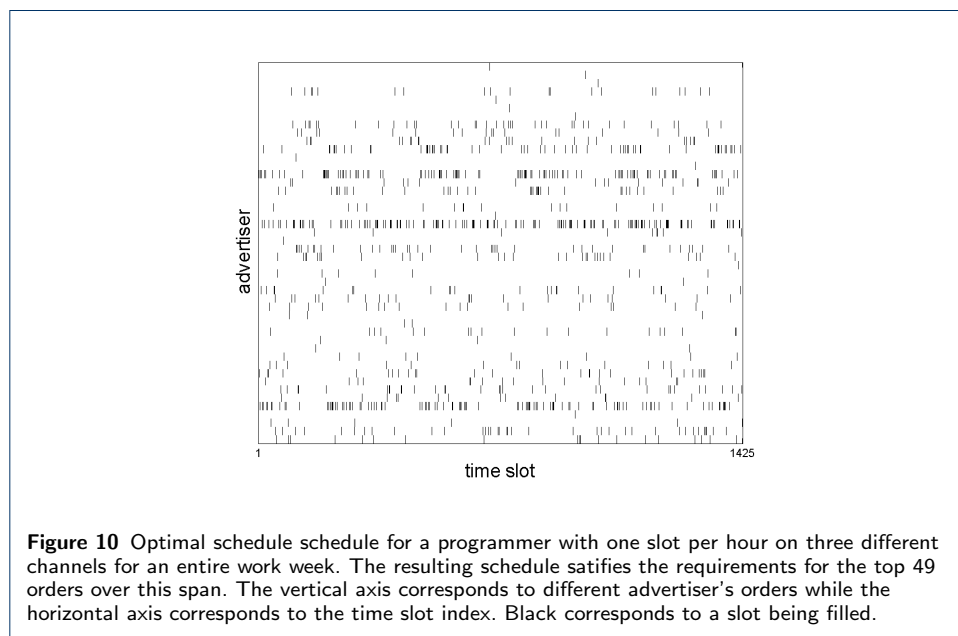 advertiser
1
1425
time slot
Figure 10 Optimal schedule schedule for a programmer with one slot per hour on three different
channels for an entire work week. The resulting schedule satifies the requirements for the top 49
orders over this span. The vertical axis corresponds to different advertiser's orders while the
horizontal axis corresponds to the time slot index. Black corresponds to a slot being filled.